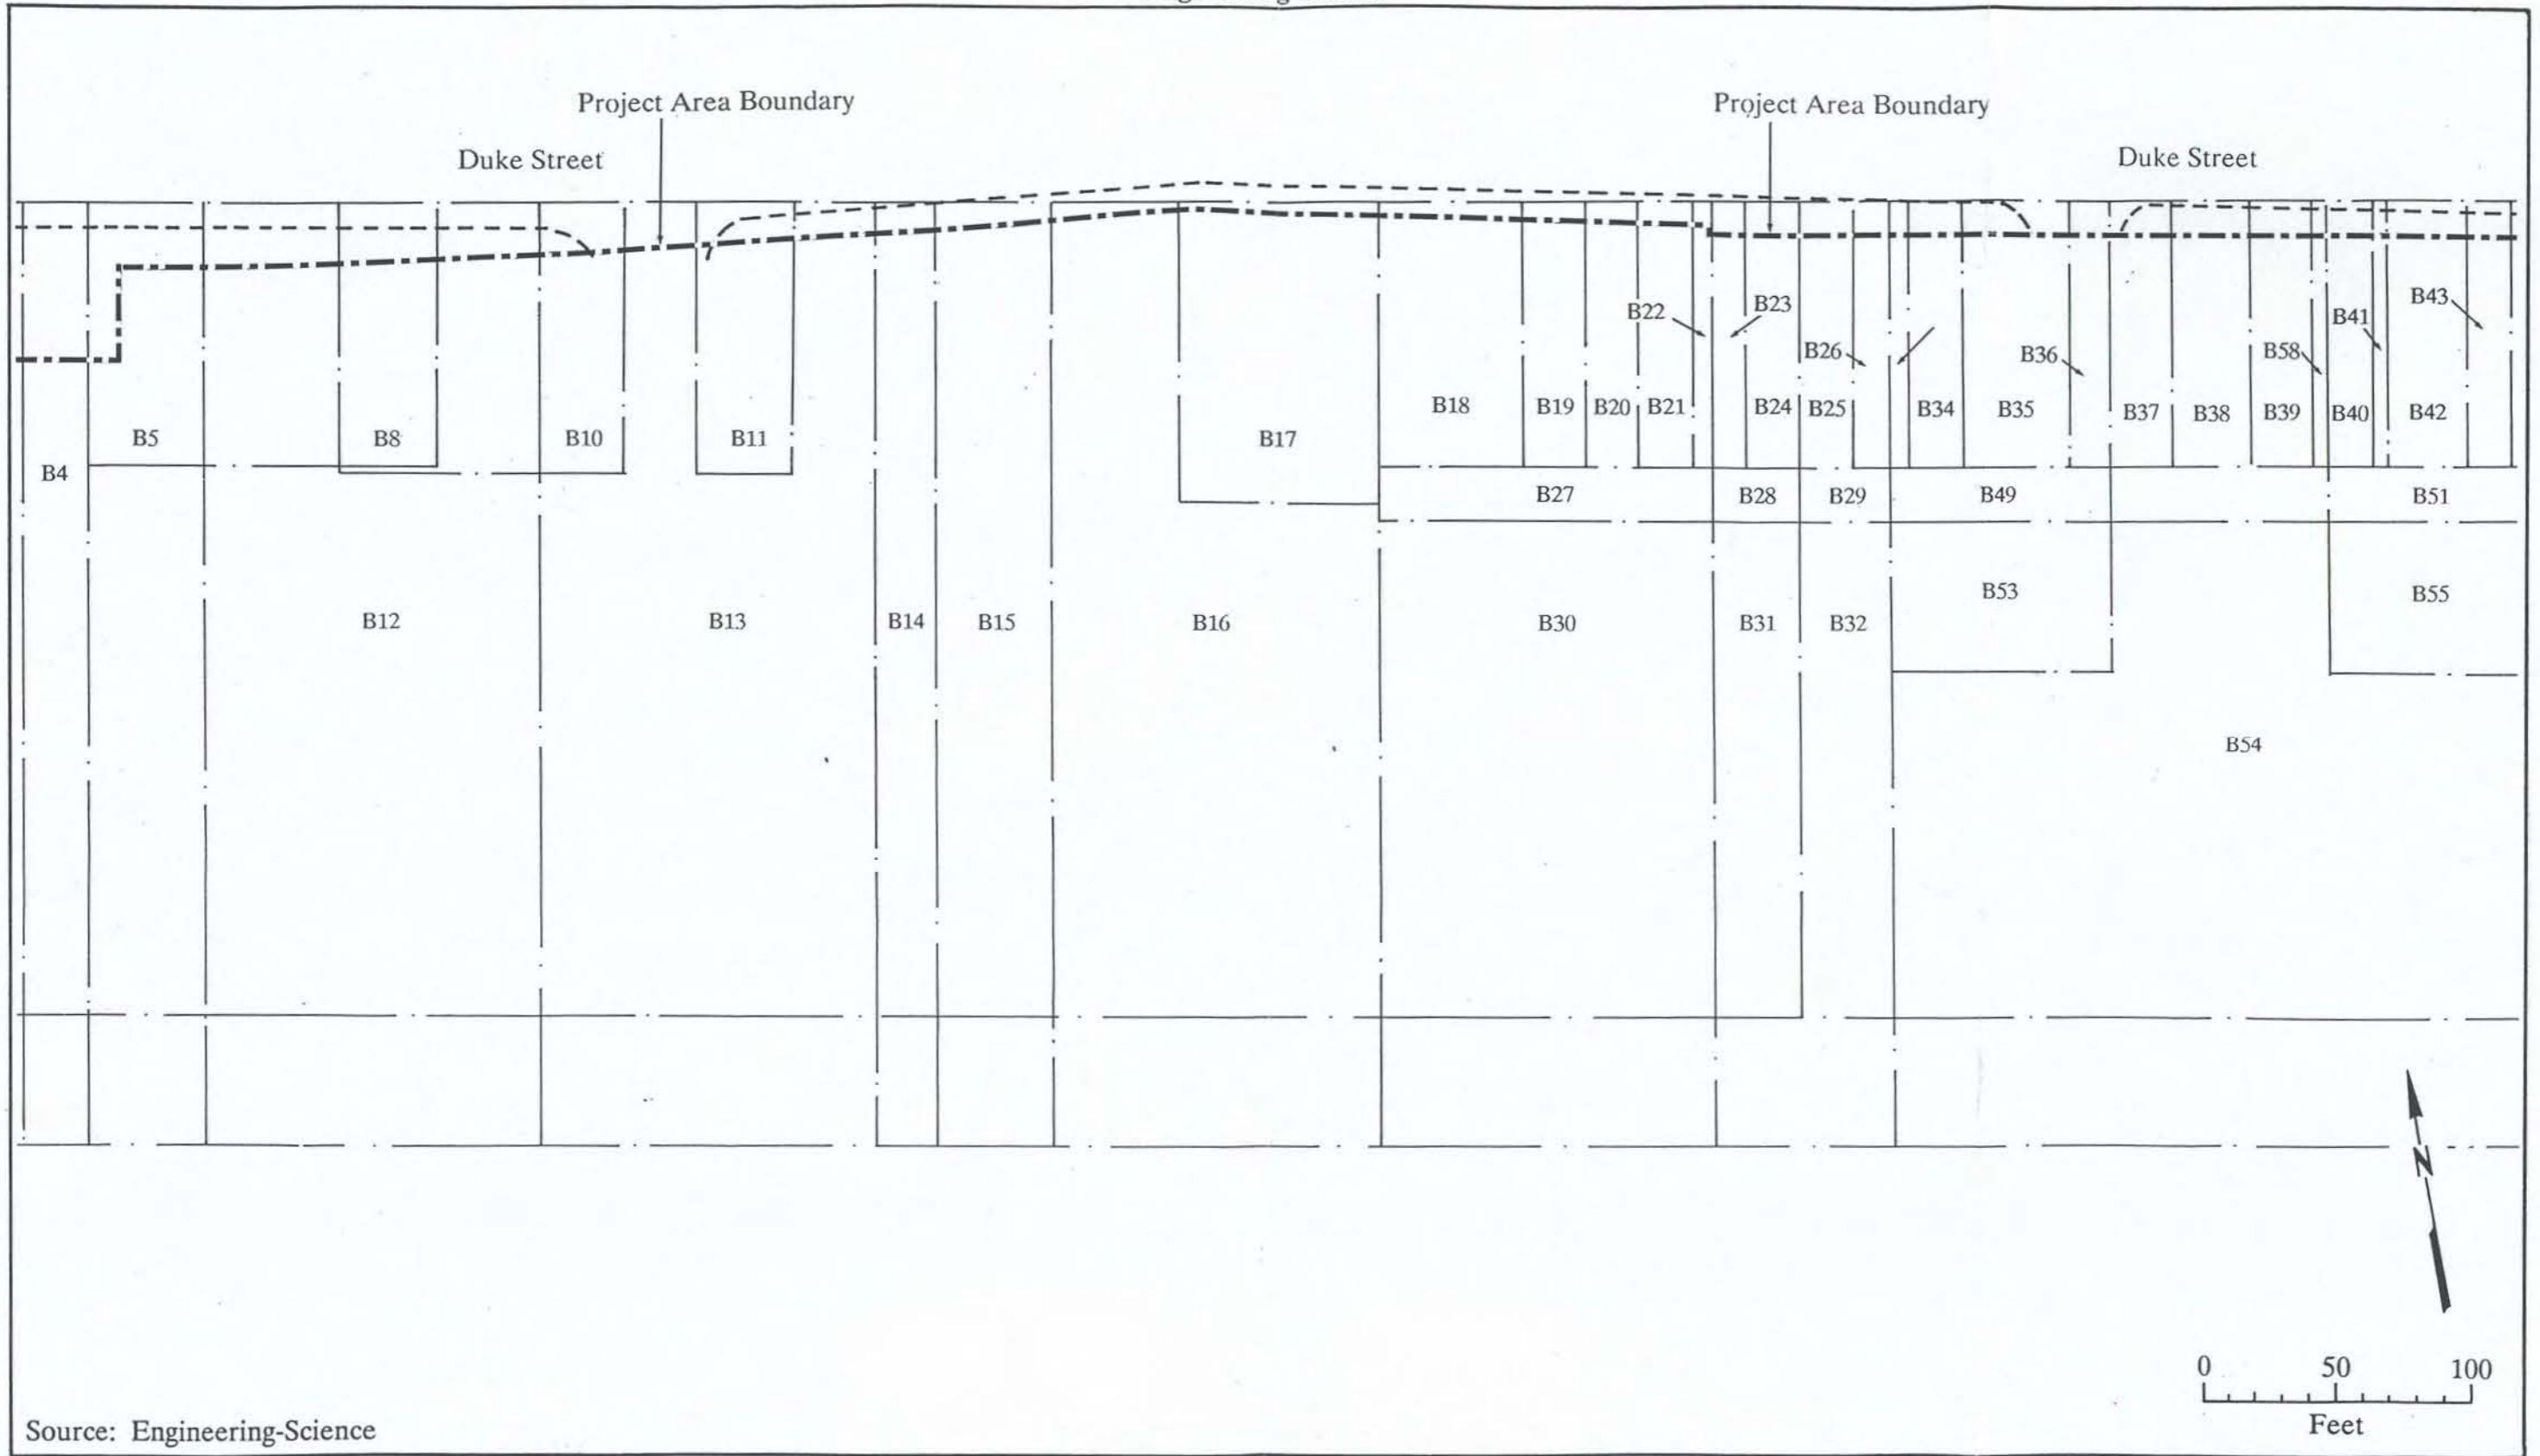 Project Area Boundary
Project Area Boundary
Duke Street
Duke Street
B43
B22
B23
B41
B26
B36
B58
B18
B19
B20
B21
B24
B25
B34
B35
B37
B38
B39
B40
B42
B5
B8
B10
B11
B17
B4
B27
B28
B29
B49
B51
B53
B55
B12
B13
B14
B15
B16
B30
B31
B32
B54
N
0 50 100
Feet
Source: Engineering-Science